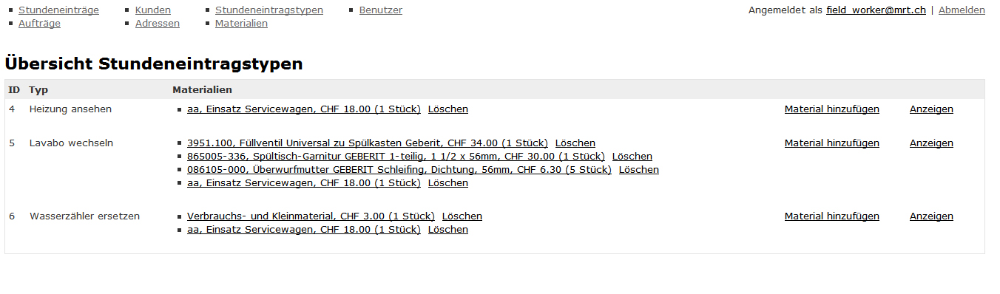 Stundeneinträge Kunden Stundeneintragstypen Benutzer Angemeldet als field_worker@mrt.ch | Abmelden
Aufträge Adressen Materialien
Übersicht Stundeneintragstypen
ID Typ Materialien
4 Heizung ansehen aa, Einsatz Servicewagen, CHF 18.00 (1 Stück) Löschen Material hinzufügen Anzeigen
5 Lavabo wechseln 3951.100, Füllventil Universal zu Spülkasten Geberit, CHF 34.00 (1 Stück) Löschen Material hinzufügen Anzeigen
865005-336, Spültisch-Garnitur GEBERIT 1-teilig, 1 1/2 x 56mm, CHF 30.00 (1 Stück) Löschen
086105-000, Überwurfmutter GEBERIT Schleifing, Dichtung, 56mm, CHF 6.30 (5 Stück) Löschen
aa, Einsatz Servicewagen, CHF 18.00 (1 Stück) Löschen
6 Wasserzähler ersetzen Verbrauchs- und Kleinmaterial, CHF 3.00 (1 Stück) Löschen Material hinzufügen Anzeigen
aa, Einsatz Servicewagen, CHF 18.00 (1 Stück) Löschen